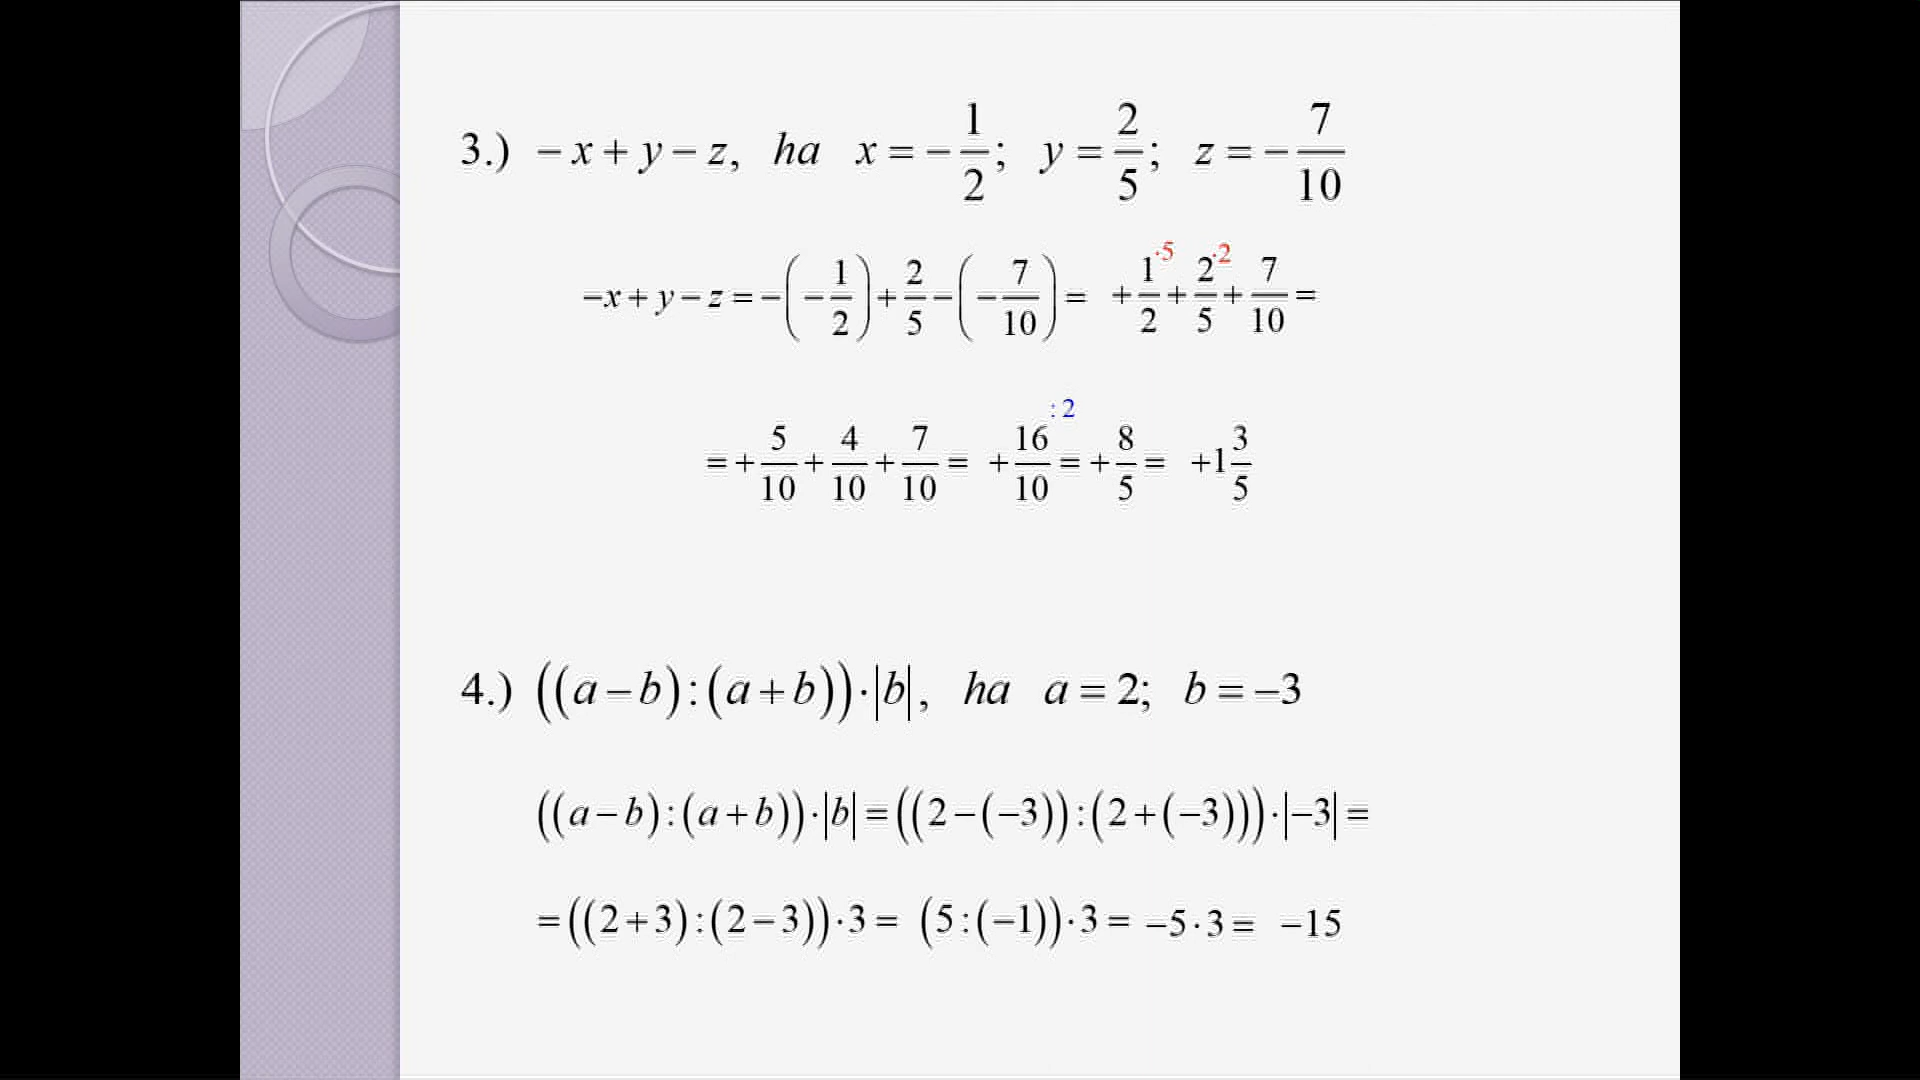 3.) −x + y − z, ha x = −1/2; y = 2/5; z = −7/10
−x + y − z = −(−1/2) + 2/5 − (−7/10) = +1/2 ·5 + 2/5 ·2 + 7/10 =
= +5/10 + 4/10 + 7/10 = +16/10 :2 = +8/5 = +1 3/5
4.) ((a − b) : (a + b)) · |b|, ha a = 2; b = −3
((a − b) : (a + b)) · |b| = ((2 − (−3)) : (2 + (−3))) · |−3| =
= ((2 + 3) : (2 − 3)) · 3 = (5 : (−1)) · 3 = −5 · 3 = −15